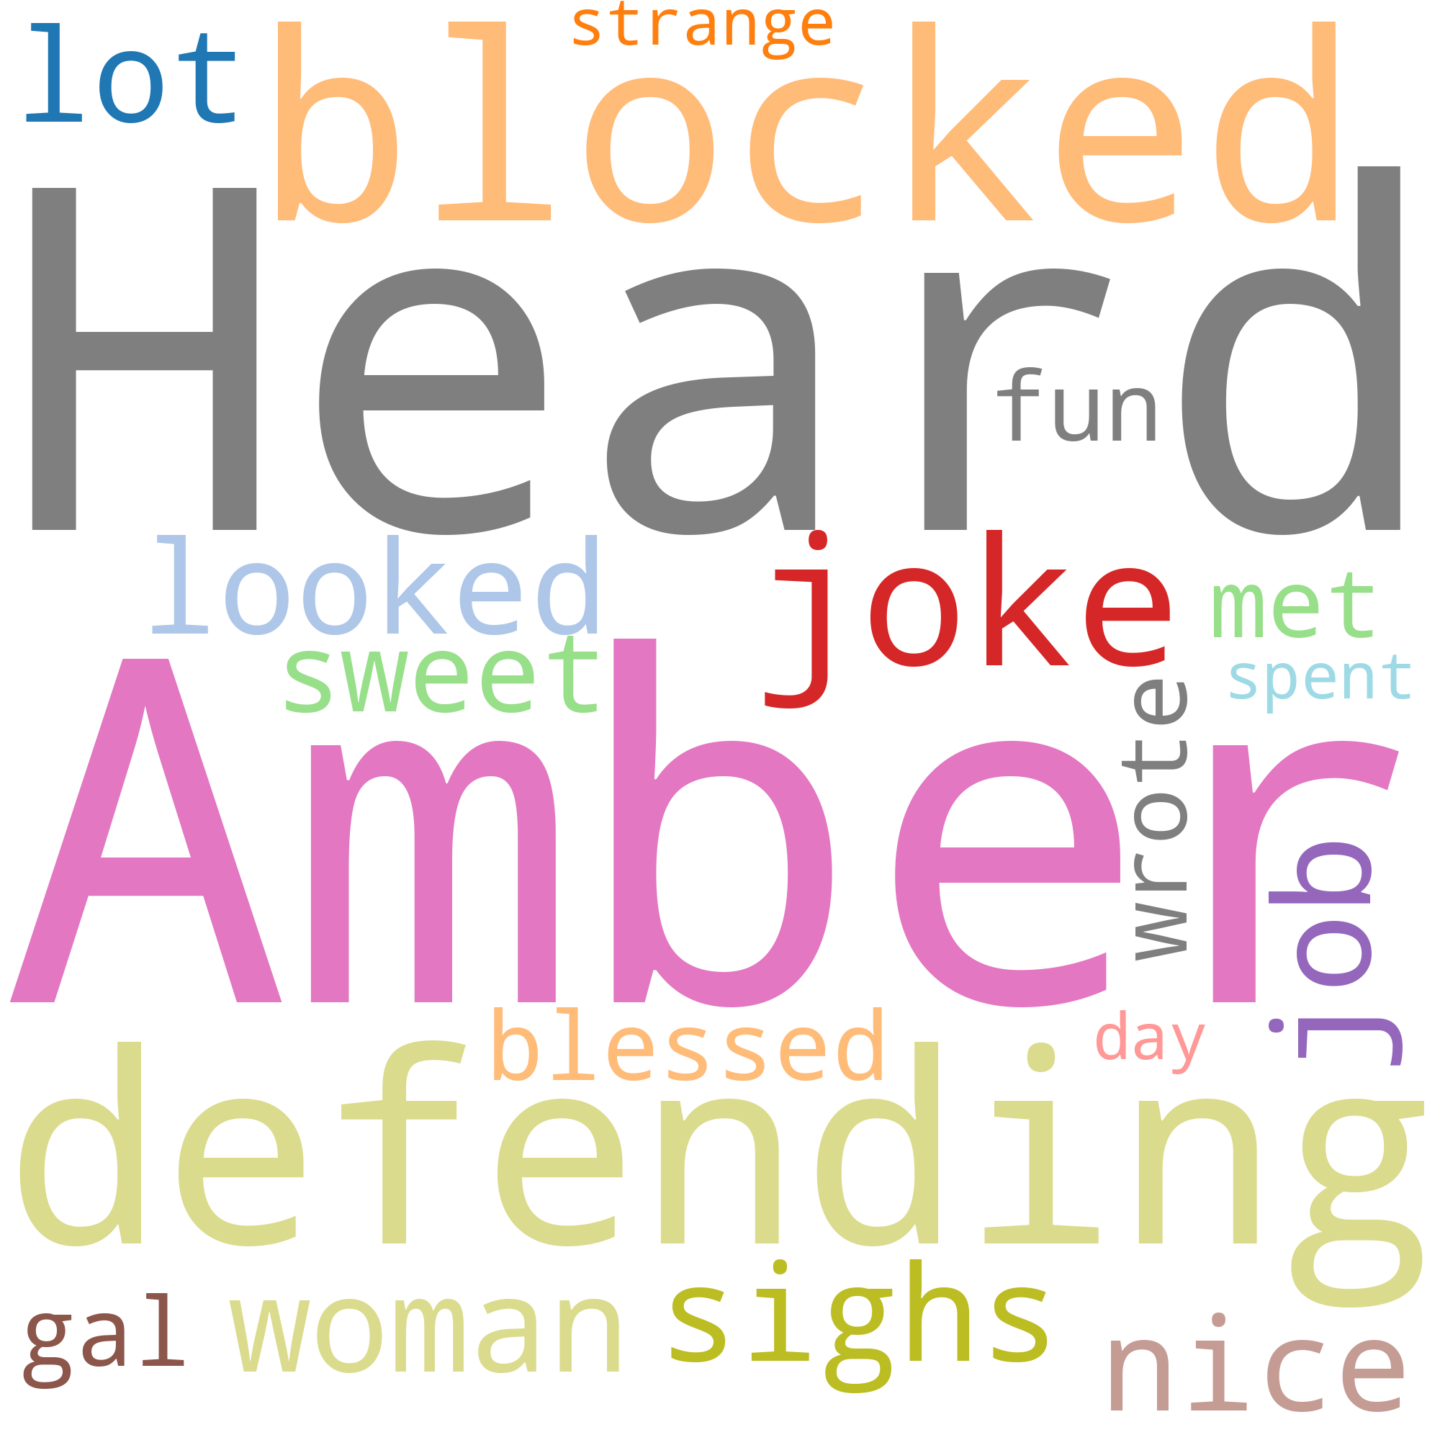 strange
lot
blocked
Heard
fun
looked
joke
met
sweet
spent
Amber
wrote
job
blessed
day
defending
gal
woman
sighs
nice